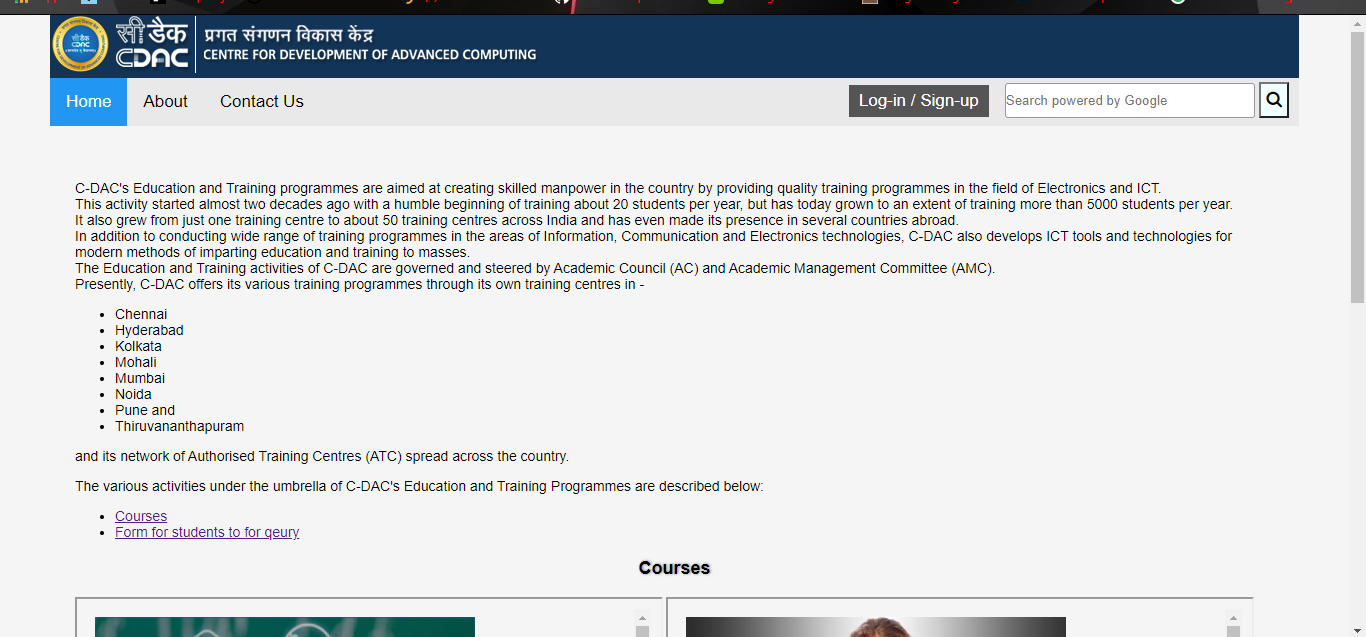 सी डैक
CDAC
प्रगत संगणन विकास केंद्र
CENTRE FOR DEVELOPMENT OF ADVANCED COMPUTING
Home About Contact Us Log-in / Sign-up Search powered by Google
C-DAC's Education and Training programmes are aimed at creating skilled manpower in the country by providing quality training programmes in the field of Electronics and ICT.
This activity started almost two decades ago with a humble beginning of training about 20 students per year, but has today grown to an extent of training more than 5000 students per year.
It also grew from just one training centre to about 50 training centres across India and has even made its presence in several countries abroad.
In addition to conducting wide range of training programmes in the areas of Information, Communication and Electronics technologies, C-DAC also develops ICT tools and technologies for
modern methods of imparting education and training to masses.
The Education and Training activities of C-DAC are governed and steered by Academic Council (AC) and Academic Management Committee (AMC).
Presently, C-DAC offers its various training programmes through its own training centres in -
Chennai
Hyderabad
Kolkata
Mohali
Mumbai
Noida
Pune and
Thiruvananthapuram
and its network of Authorised Training Centres (ATC) spread across the country.
The various activities under the umbrella of C-DAC's Education and Training Programmes are described below:
Courses
Form for students to for qeury
Courses